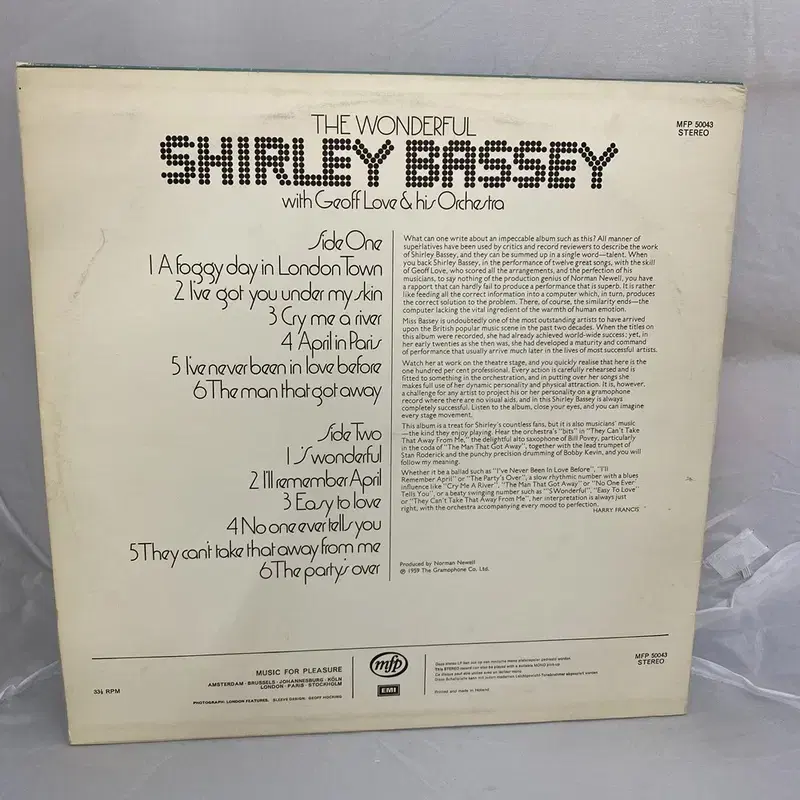 THE WONDERFUL
SHIRLEY BASSEY
with Geoff Love & his Orchestra
MFP 50043
STEREO
Side One
1 A foggy day in London Town
2 I've got you under my skin
3 Cry me a river
4 April in Paris
5 I've never been in love before
6 The man that got away
Side Two
1 'S wonderful
2 I'll remember April
3 Easy to love
4 No one ever tells you
5 They can't take that away from me
6 The party's over
What can one write about an impeccable album such as this? All manner of
superlatives have been used by critics and record reviewers to describe the work
of Shirley Bassey, and they can be summed up in a single word—talent. When
you back Shirley Bassey, in the performance of twelve great songs, with the skill
of Geoff Love, who scored all the arrangements, and the perfection of his
musicians, to say nothing of the production genius of Norman Newell, you have
a rapport that can hardly fail to produce a performance that is superb. It is rather
like feeding all the correct information into a computer which, in turn, produces
the correct solution to the problem. There, of course, the similarity ends—the
computer lacking the vital ingredient of the warmth of human emotion.
Miss Bassey is undoubtedly one of the most outstanding artists to have arrived
upon the British popular music scene in the past two decades. When the titles on
this album were recorded, she had already achieved world-wide success: yet, in
her early twenties as she then was, she had developed a maturity and command
of performance that usually arrive much later in the lives of most successful artists.
Watch her at work on the theatre stage, and you quickly realise that here is the
one hundred per cent professional. Every action is carefully rehearsed and is
fitted to something in the orchestration, and in putting over her songs she
makes full use of her dynamic personality and physical attraction. It is, however,
a challenge for any artist to project his or her personality on a gramophone
record where there are no visual aids, and in this Shirley Bassey is always
completely successful. Listen to the album, close your eyes, and you can imagine
every stage movement.
This album is a treat for Shirley's countless fans, but it is also musicians' music
—the kind they enjoy playing. Hear the orchestra's "bits" in "They Can't Take
That Away From Me," the delightful alto saxophone of Bill Povey, particularly
in the coda of "The Man That Got Away", together with the lead trumpet of
Stan Roderick and the punchy precision drumming of Bobby Kevin, and you will
follow my meaning.
Whether it be a ballad such as "I've Never Been In Love Before", "I'll
Remember April" or "The Party's Over", a slow rhythmic number with a blues
influence like "Cry Me A River", "The Man That Got Away" or "No One Ever
Tells You", or a beaty swinging number such as "'S Wonderful", "Easy To Love"
or "They Can't Take That Away From Me", her interpretation is always just
right, with the orchestra accompanying every mood to perfection.
HARRY FRANCIS
Produced by Norman Newell
℗ 1959 The Gramophone Co. Ltd.
33⅓ RPM
MUSIC FOR PLEASURE
AMSTERDAM·BRUSSELS·JOHANNESBURG·KÖLN
LONDON·PARIS·STOCKHOLM
PHOTOGRAPH: LONDON FEATURES. SLEEVE DESIGN: GEOFF HOCKING
mfp
EMI
This stereo record can also be played with a suitable MONO pick-up
Printed and made in Holland
MFP 50043
STEREO